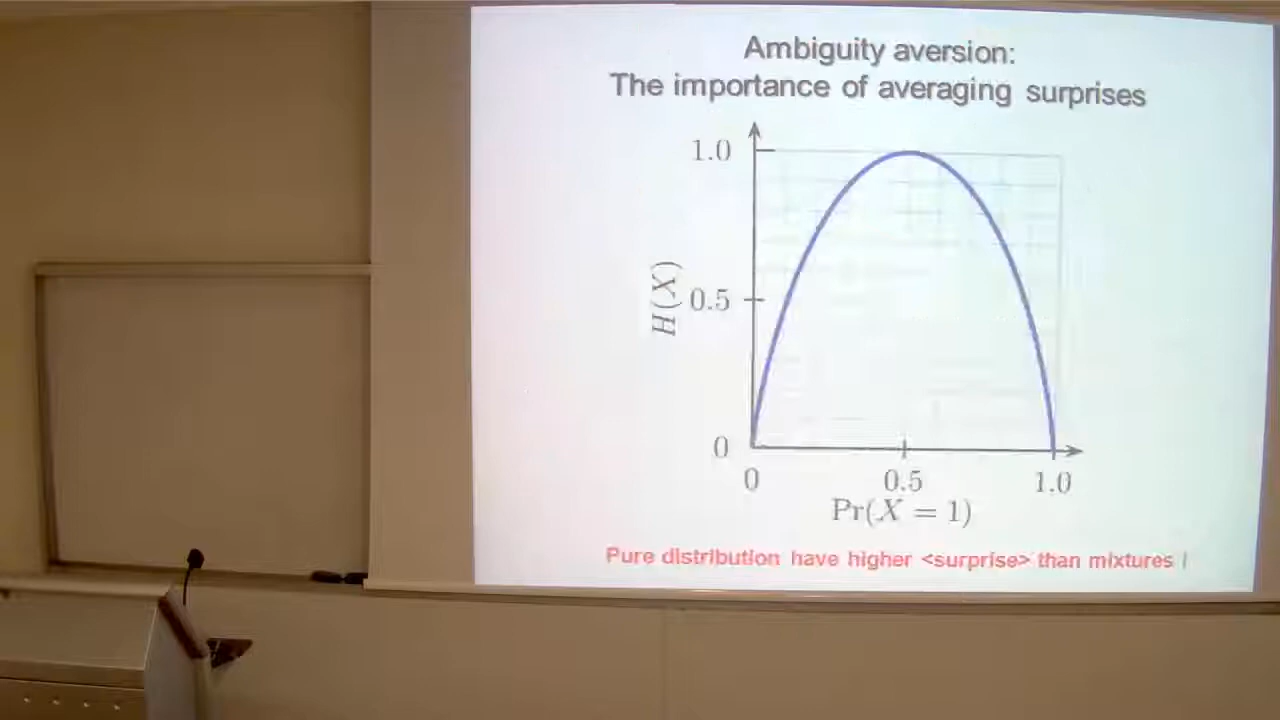 Ambiguity aversion:
The importance of averaging surprises
1.0
H(X)
0.5
0
0
0.5
1.0
Pr(X = 1)
Pure distribution have higher <surprise> than mixtures !